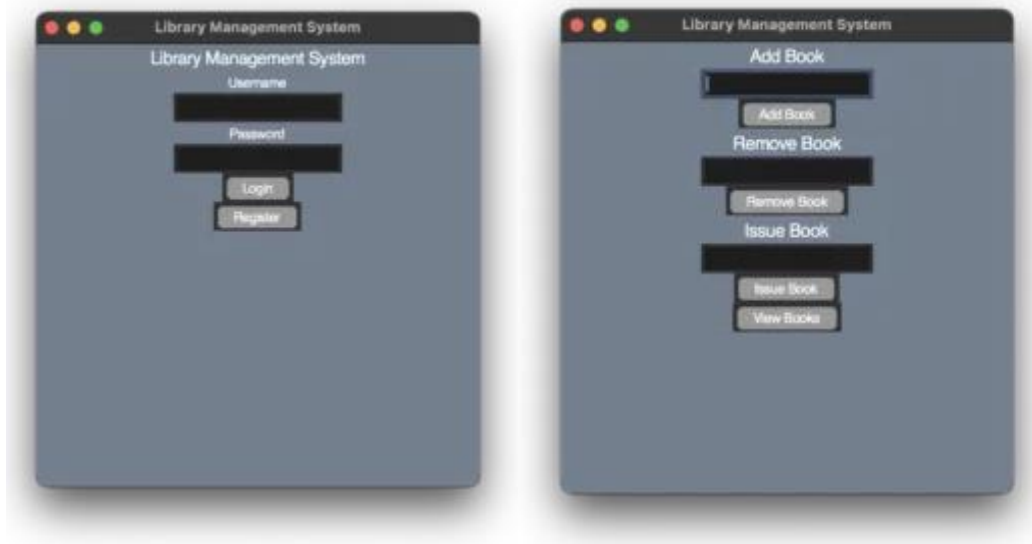 Library Management System
Library Management System
Username
Password
Login
Register
Library Management System
Add Book
Add Book
Remove Book
Remove Book
Issue Book
Issue Book
View Books